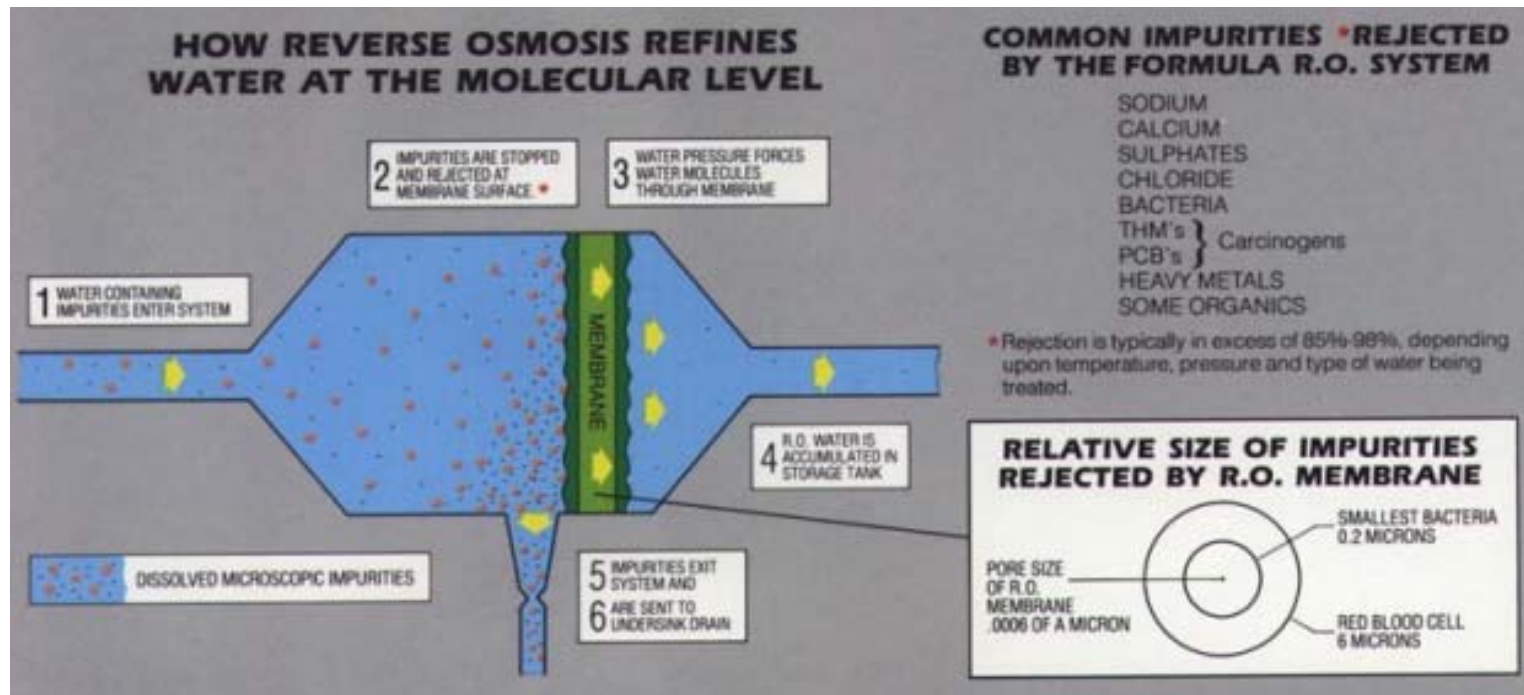 HOW REVERSE OSMOSIS REFINES
WATER AT THE MOLECULAR LEVEL
1 WATER CONTAINING
IMPURITIES ENTER SYSTEM
2 IMPURITIES ARE STOPPED
AND REJECTED AT
MEMBRANE SURFACE. *
3 WATER PRESSURE FORCES
WATER MOLECULES
THROUGH MEMBRANE
MEMBRANE
4 R.O. WATER IS
ACCUMULATED IN
STORAGE TANK
5 IMPURITIES EXIT
SYSTEM AND
6 ARE SENT TO
UNDERSINK DRAIN
DISSOLVED MICROSCOPIC IMPURITIES
COMMON IMPURITIES *REJECTED
BY THE FORMULA R.O. SYSTEM
SODIUM
CALCIUM
SULPHATES
CHLORIDE
BACTERIA
THM's } Carcinogens
PCB's
HEAVY METALS
SOME ORGANICS
* Rejection is typically in excess of 85%-98%, depending
upon temperature, pressure and type of water being
treated.
RELATIVE SIZE OF IMPURITIES
REJECTED BY R.O. MEMBRANE
SMALLEST BACTERIA
0.2 MICRONS
PORE SIZE
OF R.O.
MEMBRANE
.0006 OF A MICRON
RED BLOOD CELL
6 MICRONS